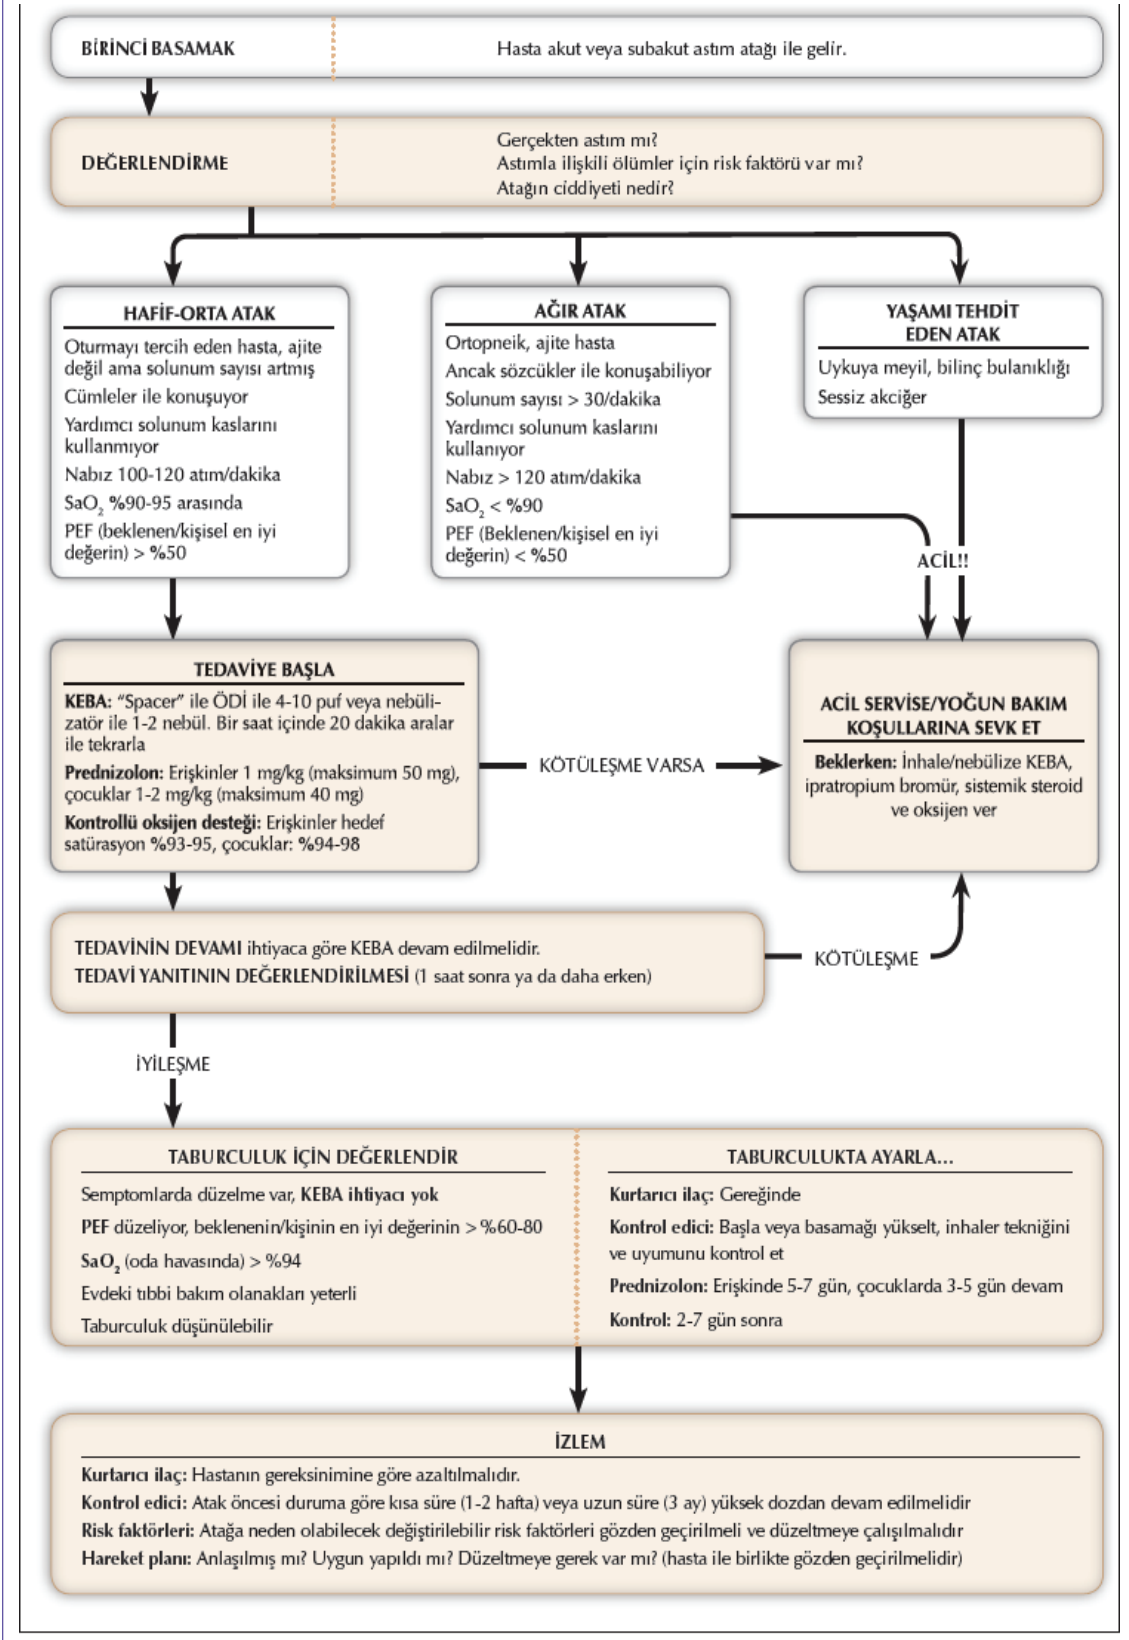 BİRİNCİ BASAMAK
Hasta akut veya subakut astım atağı ile gelir.
DEĞERLENDİRME
Gerçekten astım mı?
Astımla ilişkili ölümler için risk faktörü var mı?
Atağın ciddiyeti nedir?
HAFİF-ORTA ATAK
Oturmayı tercih eden hasta, ajite
değil ama solunum sayısı artmış
Cümleler ile konuşuyor
Yardımcı solunum kaslarını
kullanmıyor
Nabız 100-120 atım/dakika
SaO₂ %90-95 arasında
PEF (beklenen/kişisel en iyi
değerin) > %50
AĞIR ATAK
Ortopneik, ajite hasta
Ancak sözcükler ile konuşabiliyor
Solunum sayısı > 30/dakika
Yardımcı solunum kaslarını
kullanıyor
Nabız > 120 atım/dakika
SaO₂ < %90
PEF (Beklenen/kişisel en iyi
değerin) < %50
YAŞAMI TEHDİT
EDEN ATAK
Uykuya meyil, bilinç bulanıklığı
Sessiz akciğer
ACİL!!
TEDAVİYE BAŞLA
KEBA: “Spacer” ile ÖDİ ile 4-10 puf veya nebüli-
zatör ile 1-2 nebül. Bir saat içinde 20 dakika aralar
ile tekrarla
Prednizolon: Erişkinler 1 mg/kg (maksimum 50 mg),
çocuklar 1-2 mg/kg (maksimum 40 mg)
Kontrollü oksijen desteği: Erişkinler hedef
satürasyon %93-95, çocuklar: %94-98
KÖTÜLEŞME VARSA
ACİL SERVİSE/YOĞUN BAKIM
KOŞULLARINA SEVK ET
Beklerken: İnhale/nebülize KEBA,
ipratropium bromür, sistemik steroid
ve oksijen ver
TEDAVİNİN DEVAMI ihtiyaca göre KEBA devam edilmelidir.
TEDAVİ YANITININ DEĞERLENDİRİLMESİ (1 saat sonra ya da daha erken)
KÖTÜLEŞME
İYİLEŞME
TABURCULUK İÇİN DEĞERLENDİR
Semptomlarda düzelme var, KEBA ihtiyacı yok
PEF düzeliyor, beklenenin/kişinin en iyi değerinin > %60-80
SaO₂ (oda havasında) > %94
Evdeki tıbbi bakım olanakları yeterli
Taburculuk düşünülebilir
TABURCULUKTA AYARLA...
Kurtarıcı ilaç: Gereğinde
Kontrol edici: Başla veya basamağı yükselt, inhaler tekniğini
ve uyumunu kontrol et
Prednizolon: Erişkinde 5-7 gün, çocuklarda 3-5 gün devam
Kontrol: 2-7 gün sonra
İZLEM
Kurtarıcı ilaç: Hastanın gereksinimine göre azaltılmalıdır.
Kontrol edici: Atak öncesi duruma göre kısa süre (1-2 hafta) veya uzun süre (3 ay) yüksek dozdan devam edilmelidir
Risk faktörleri: Atağa neden olabilecek değiştirilebilir risk faktörleri gözden geçirilmeli ve düzeltmeye çalışılmalıdır
Hareket planı: Anlaşılmış mı? Uygun yapıldı mı? Düzeltmeye gerek var mı? (hasta ile birlikte gözden geçirilmelidir)